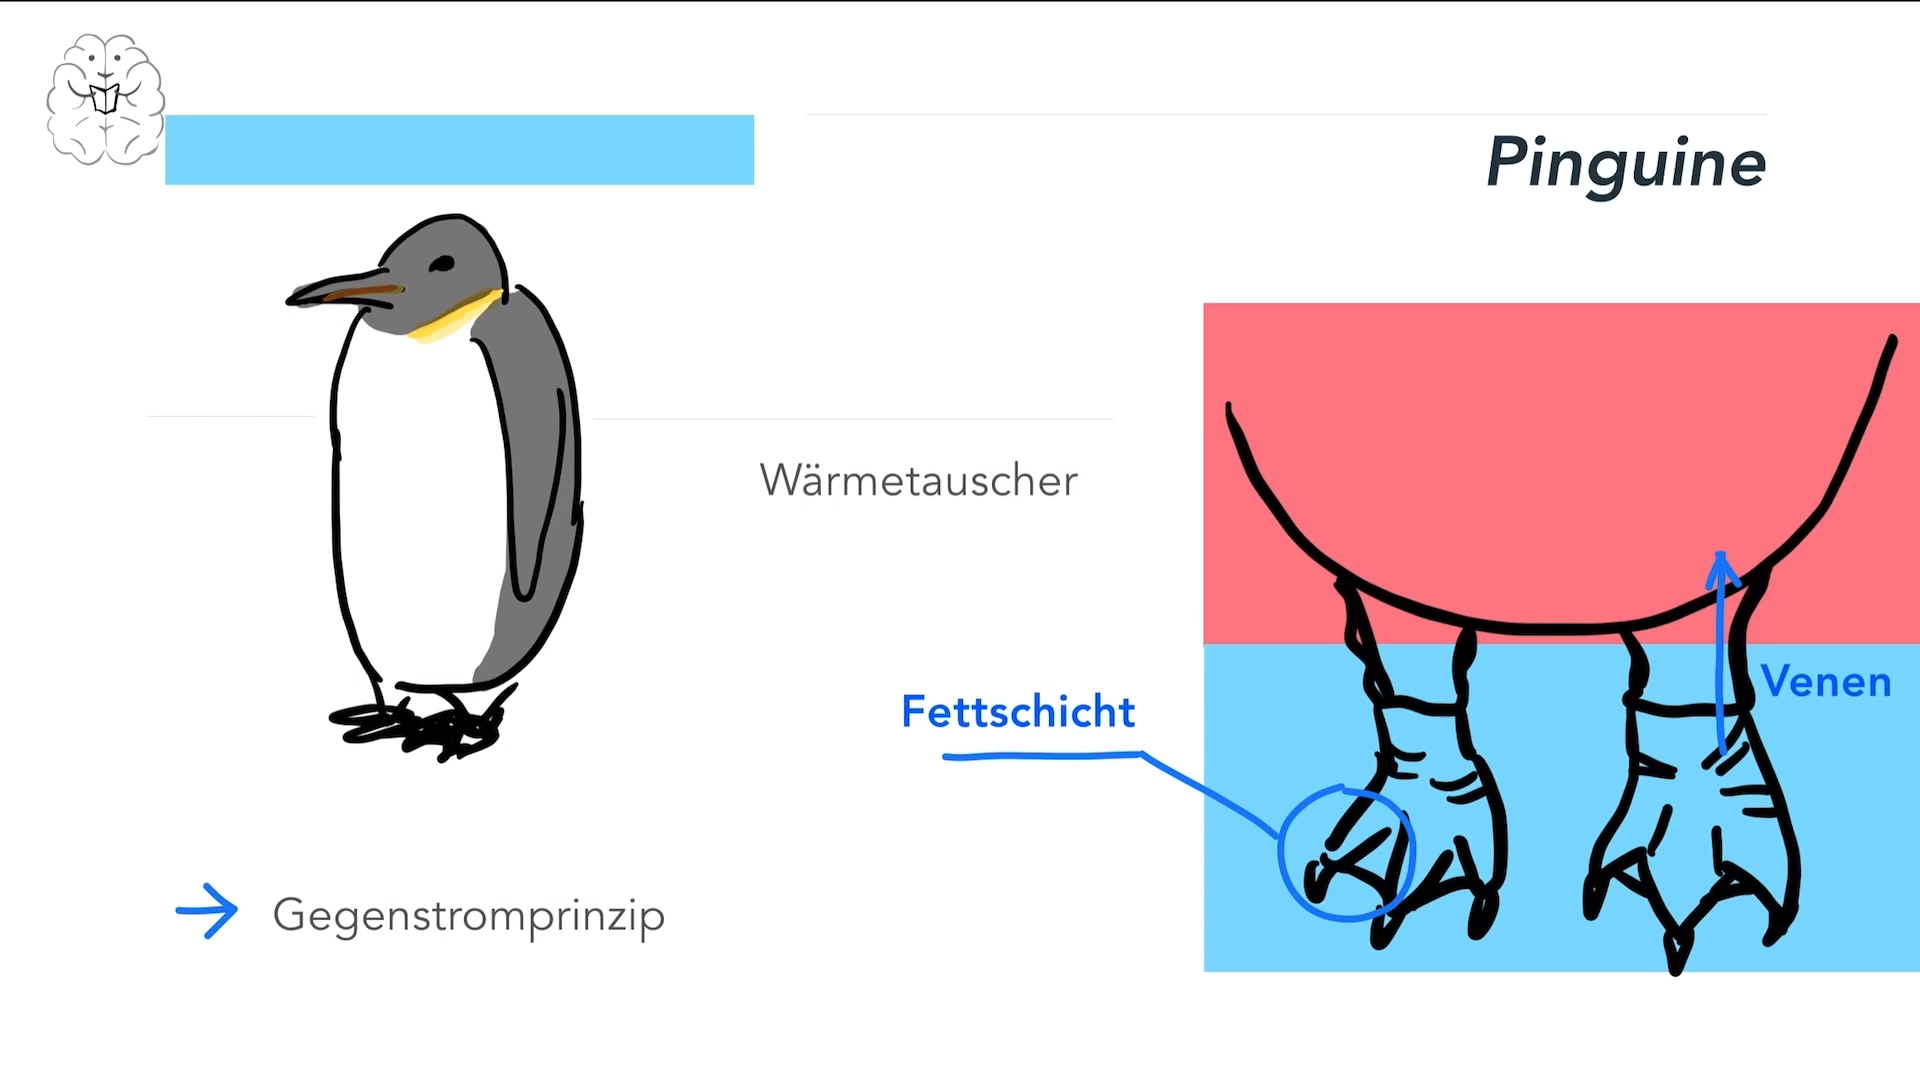 Pinguine
Wärmetauscher
Fettschicht
Venen
Gegenstromprinzip